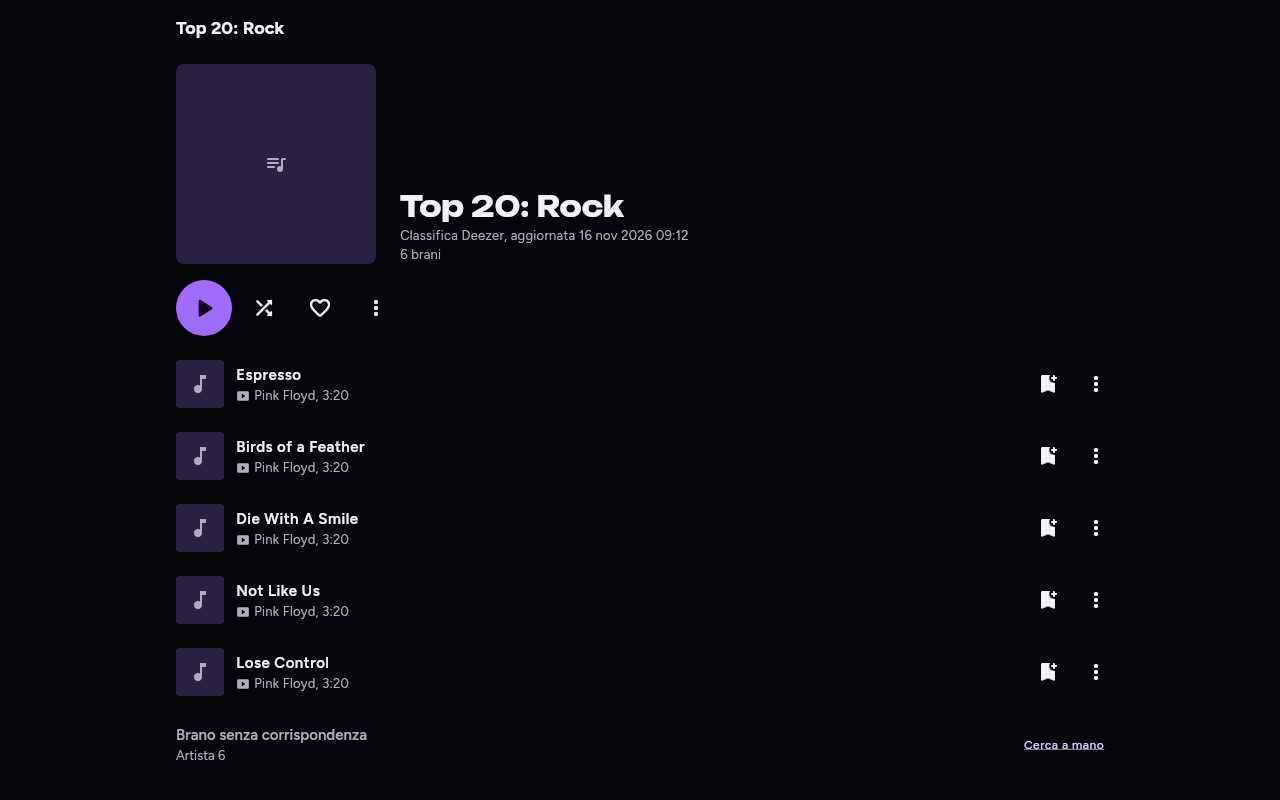 Top 20: Rock
Top 20: Rock
Classifica Deezer, aggiornata 16 nov 2026 09:12
6 brani
Espresso
Pink Floyd, 3:20
Birds of a Feather
Pink Floyd, 3:20
Die With A Smile
Pink Floyd, 3:20
Not Like Us
Pink Floyd, 3:20
Lose Control
Pink Floyd, 3:20
Brano senza corrispondenza
Artista 6
Cerca a mano